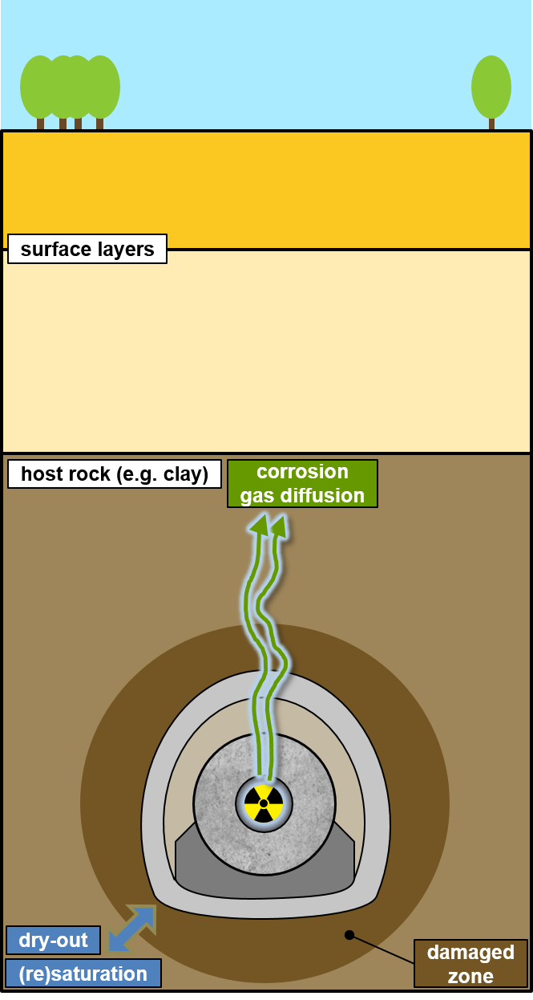 surface layers
host rock (e.g. clay)
corrosion
gas diffusion
dry-out
(re)saturation
damaged
zone